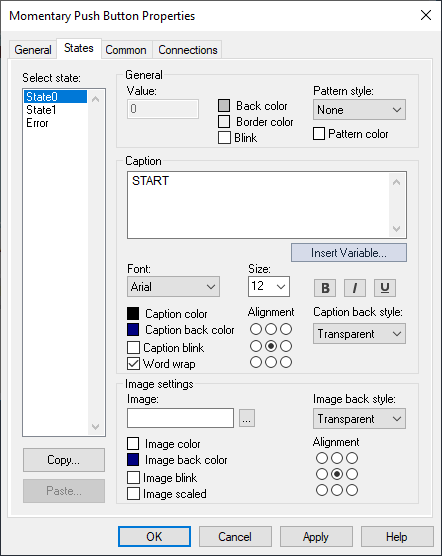 Momentary Push Button Properties
General
States
Common
Connections
Select state:
State0
State1
Error
Copy...
Paste...
General
Value:
0
Back color
Border color
Blink
Pattern style:
None
Pattern color
Caption
START
Insert Variable...
Font:
Arial
Size:
12
B
I
U
Caption color
Caption back color
Caption blink
Word wrap
Alignment
Caption back style:
Transparent
Image settings
Image:
...
Image back style:
Transparent
Image color
Image back color
Image blink
Image scaled
Alignment
OK
Cancel
Apply
Help